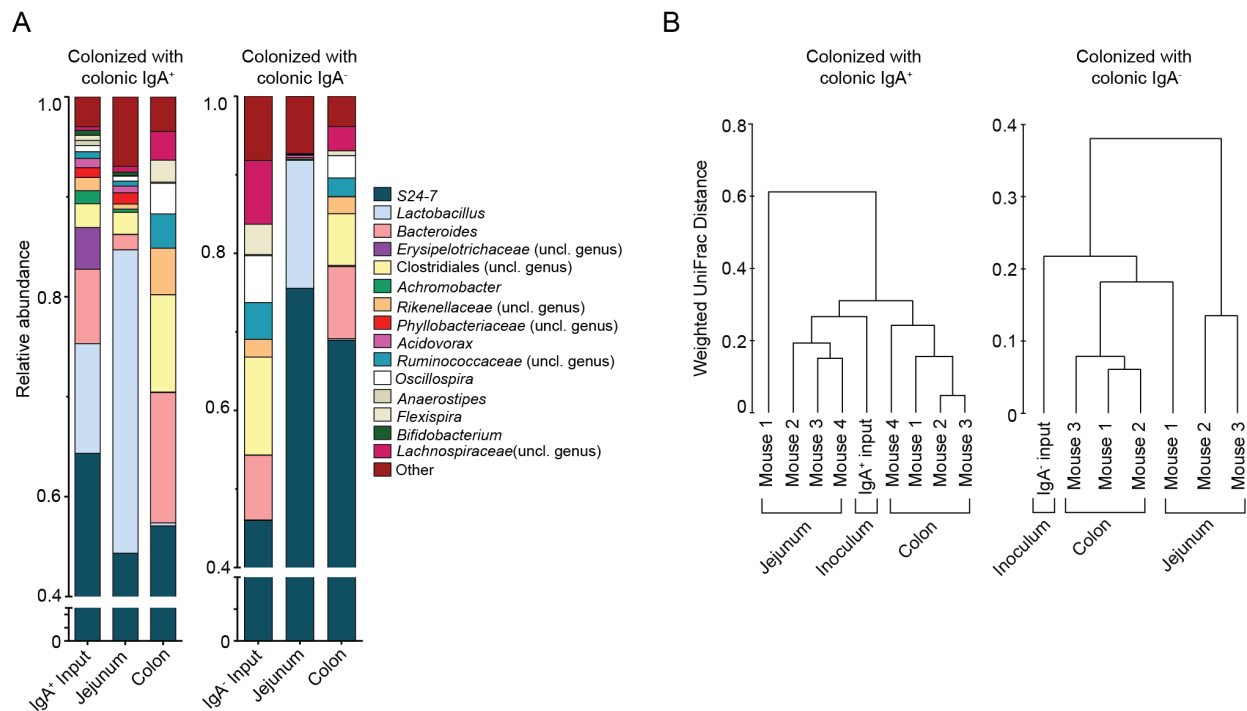 A
Colonized with
colonic IgA⁺
Colonized with
colonic IgA⁻
Relative abundance
1.0
0.8
0.6
0.4
0
1.0
0.8
0.6
0.4
0
IgA⁺ Input
Jejunum
Colon
IgA⁻ Input
Jejunum
Colon
S24-7
Lactobacillus
Bacteroides
Erysipelotrichaceae (uncl. genus)
Clostridiales (uncl. genus)
Achromobacter
Rikenellaceae (uncl. genus)
Phyllobacteriaceae (uncl. genus)
Acidovorax
Ruminococcaceae (uncl. genus)
Oscillospira
Anaerostipes
Flexispira
Bifidobacterium
Lachnospiraceae(uncl. genus)
Other
B
Colonized with
colonic IgA⁺
Weighted UniFrac Distance
0.8
0.6
0.4
0.2
0
Mouse 1
Mouse 2
Mouse 3
Mouse 4
IgA⁺ input
Mouse 4
Mouse 1
Mouse 2
Mouse 3
Jejunum
Inoculum
Colon
Colonized with
colonic IgA⁻
0.4
0.3
0.2
0.1
0
IgA⁻ input
Mouse 3
Mouse 1
Mouse 2
Mouse 1
Mouse 2
Mouse 3
Inoculum
Colon
Jejunum